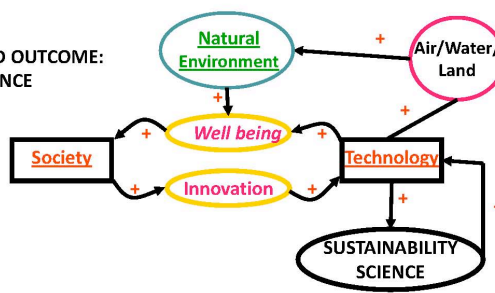 O OUTCOME:
NCE
Natural
Environment
+
Air/Water/
Land
+
+
+
Well being
+
Society
Technology
+
Innovation
+
+
SUSTAINABILITY
SCIENCE